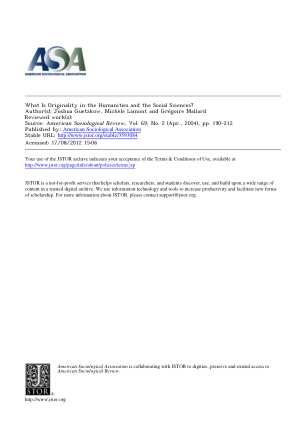 ASA
AMERICAN SOCIOLOGICAL ASSOCIATION
What Is Originality in the Humanities and the Social Sciences?
Author(s): Joshua Guetzkow, Michèle Lamont and Grégoire Mallard
Reviewed work(s):
Source: American Sociological Review, Vol. 69, No. 2 (Apr., 2004), pp. 190-212
Published by: American Sociological Association
Stable URL: http://www.jstor.org/stable/3593084
Accessed: 17/08/2012 15:06
Your use of the JSTOR archive indicates your acceptance of the Terms & Conditions of Use, available at
http://www.jstor.org/page/info/about/policies/terms.jsp
JSTOR is a not-for-profit service that helps scholars, researchers, and students discover, use, and build upon a wide range of
content in a trusted digital archive. We use information technology and tools to increase productivity and facilitate new forms
of scholarship. For more information about JSTOR, please contact support@jstor.org.
American Sociological Association is collaborating with JSTOR to digitize, preserve and extend access to
American Sociological Review.
JSTOR
http://www.jstor.org